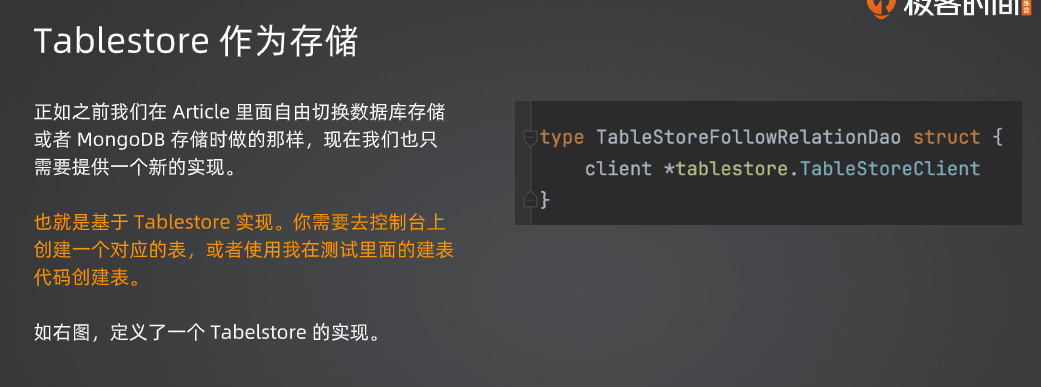 极客时间
Tablestore 作为存储
正如之前我们在 Article 里面自由切换数据库存储
或者 MongoDB 存储时做的那样，现在我们也只
需要提供一个新的实现。
也就是基于 Tablestore 实现。你需要去控制台上
创建一个对应的表，或者使用我在测试里面的建表
代码创建表。
如右图，定义了一个 Tabelstore 的实现。
type TableStoreFollowRelationDao struct {
client *tablestore.TableStoreClient
}